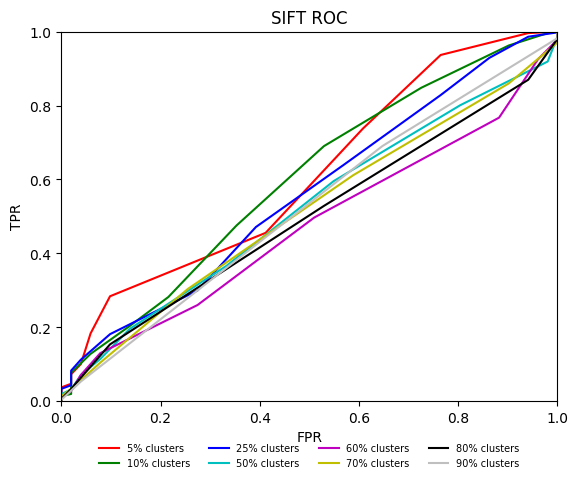 SIFT ROC
1.0
0.8
0.6
0.4
0.2
0.0
TPR
0.0 0.2 0.4 0.6 0.8 1.0
FPR
5% clusters 25% clusters 60% clusters 80% clusters
10% clusters 50% clusters 70% clusters 90% clusters